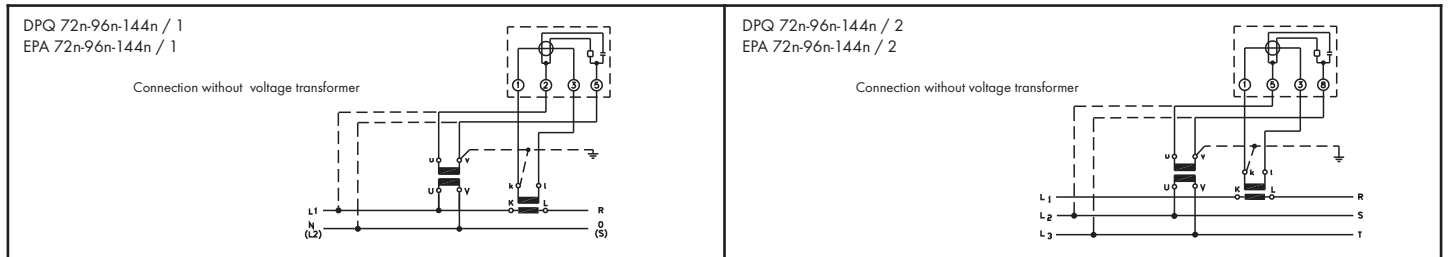 DPQ 72n-96n-144n / 1
EPA 72n-96n-144n / 1
Connection without voltage transformer
1 2 3 5
u v
k l
U V
K L
L1 R
N O
(L2) (S)
DPQ 72n-96n-144n / 2
EPA 72n-96n-144n / 2
Connection without voltage transformer
1 5 3 8
u v
k l
U V
K L
L1 R
L2 S
L3 T